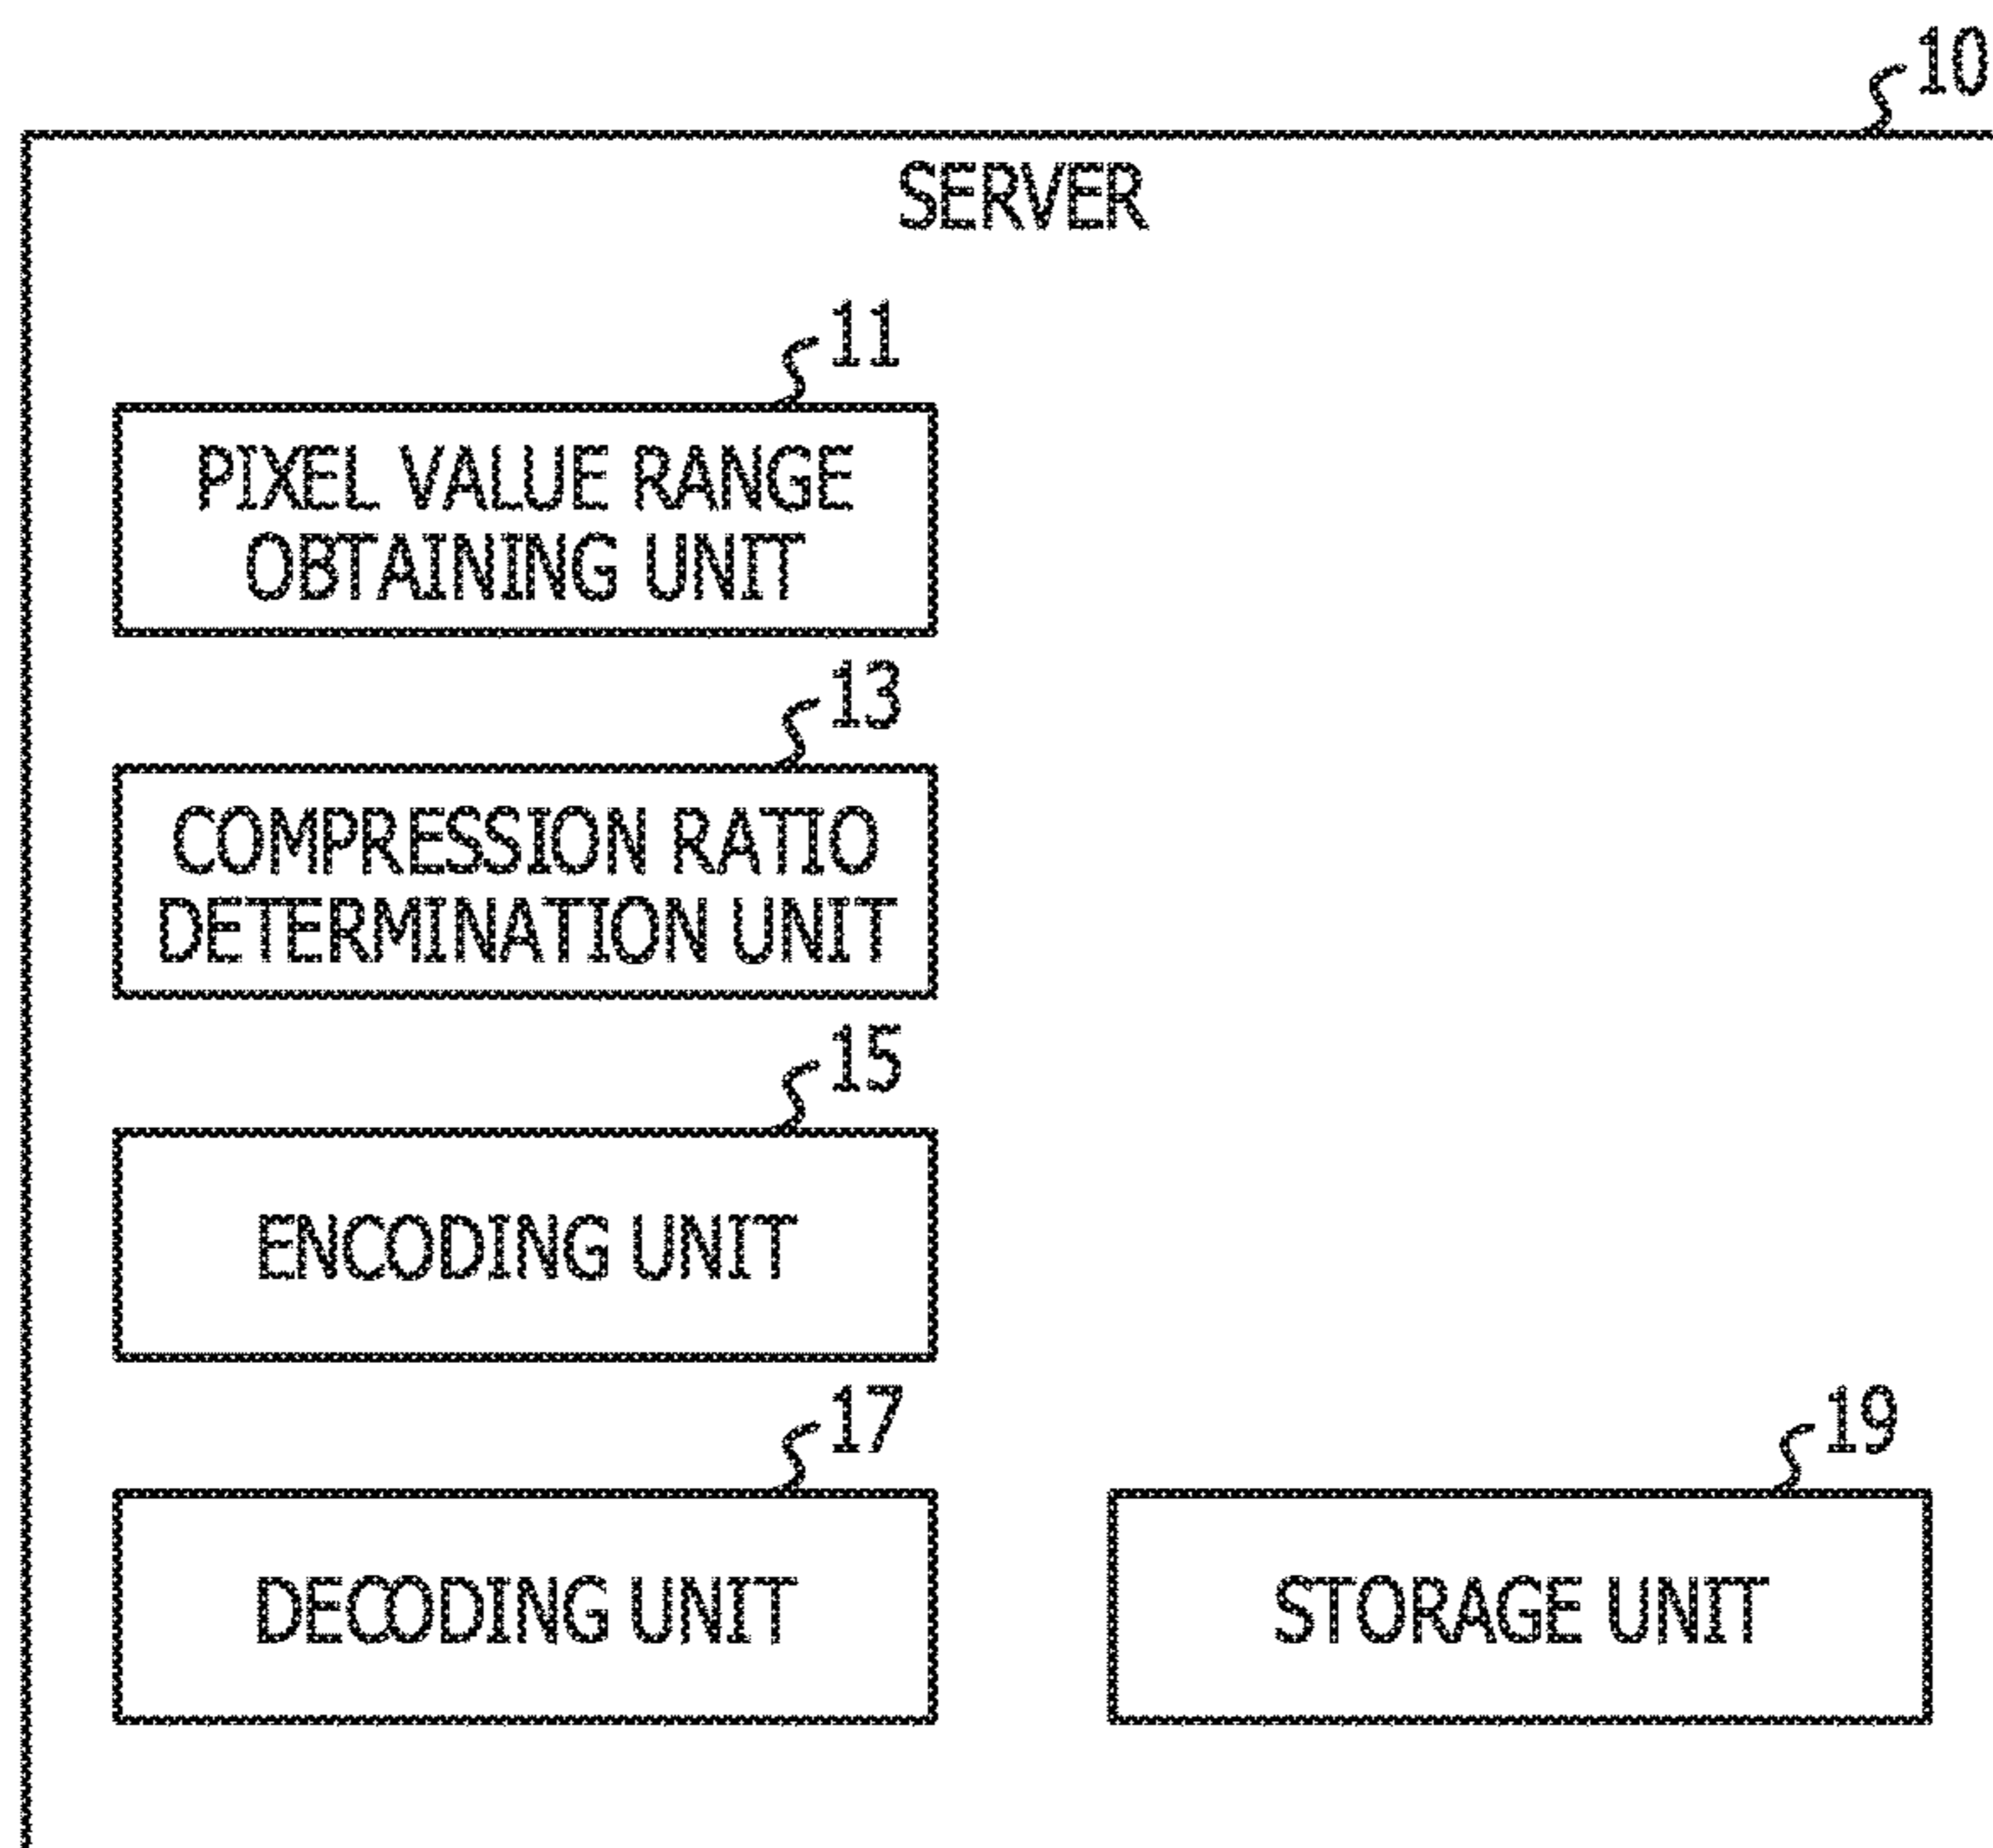 10
SERVER
11
PIXEL VALUE RANGE
OBTAINING UNIT
13
COMPRESSION RATIO
DETERMINATION UNIT
15
ENCODING UNIT
17
DECODING UNIT
19
STORAGE UNIT